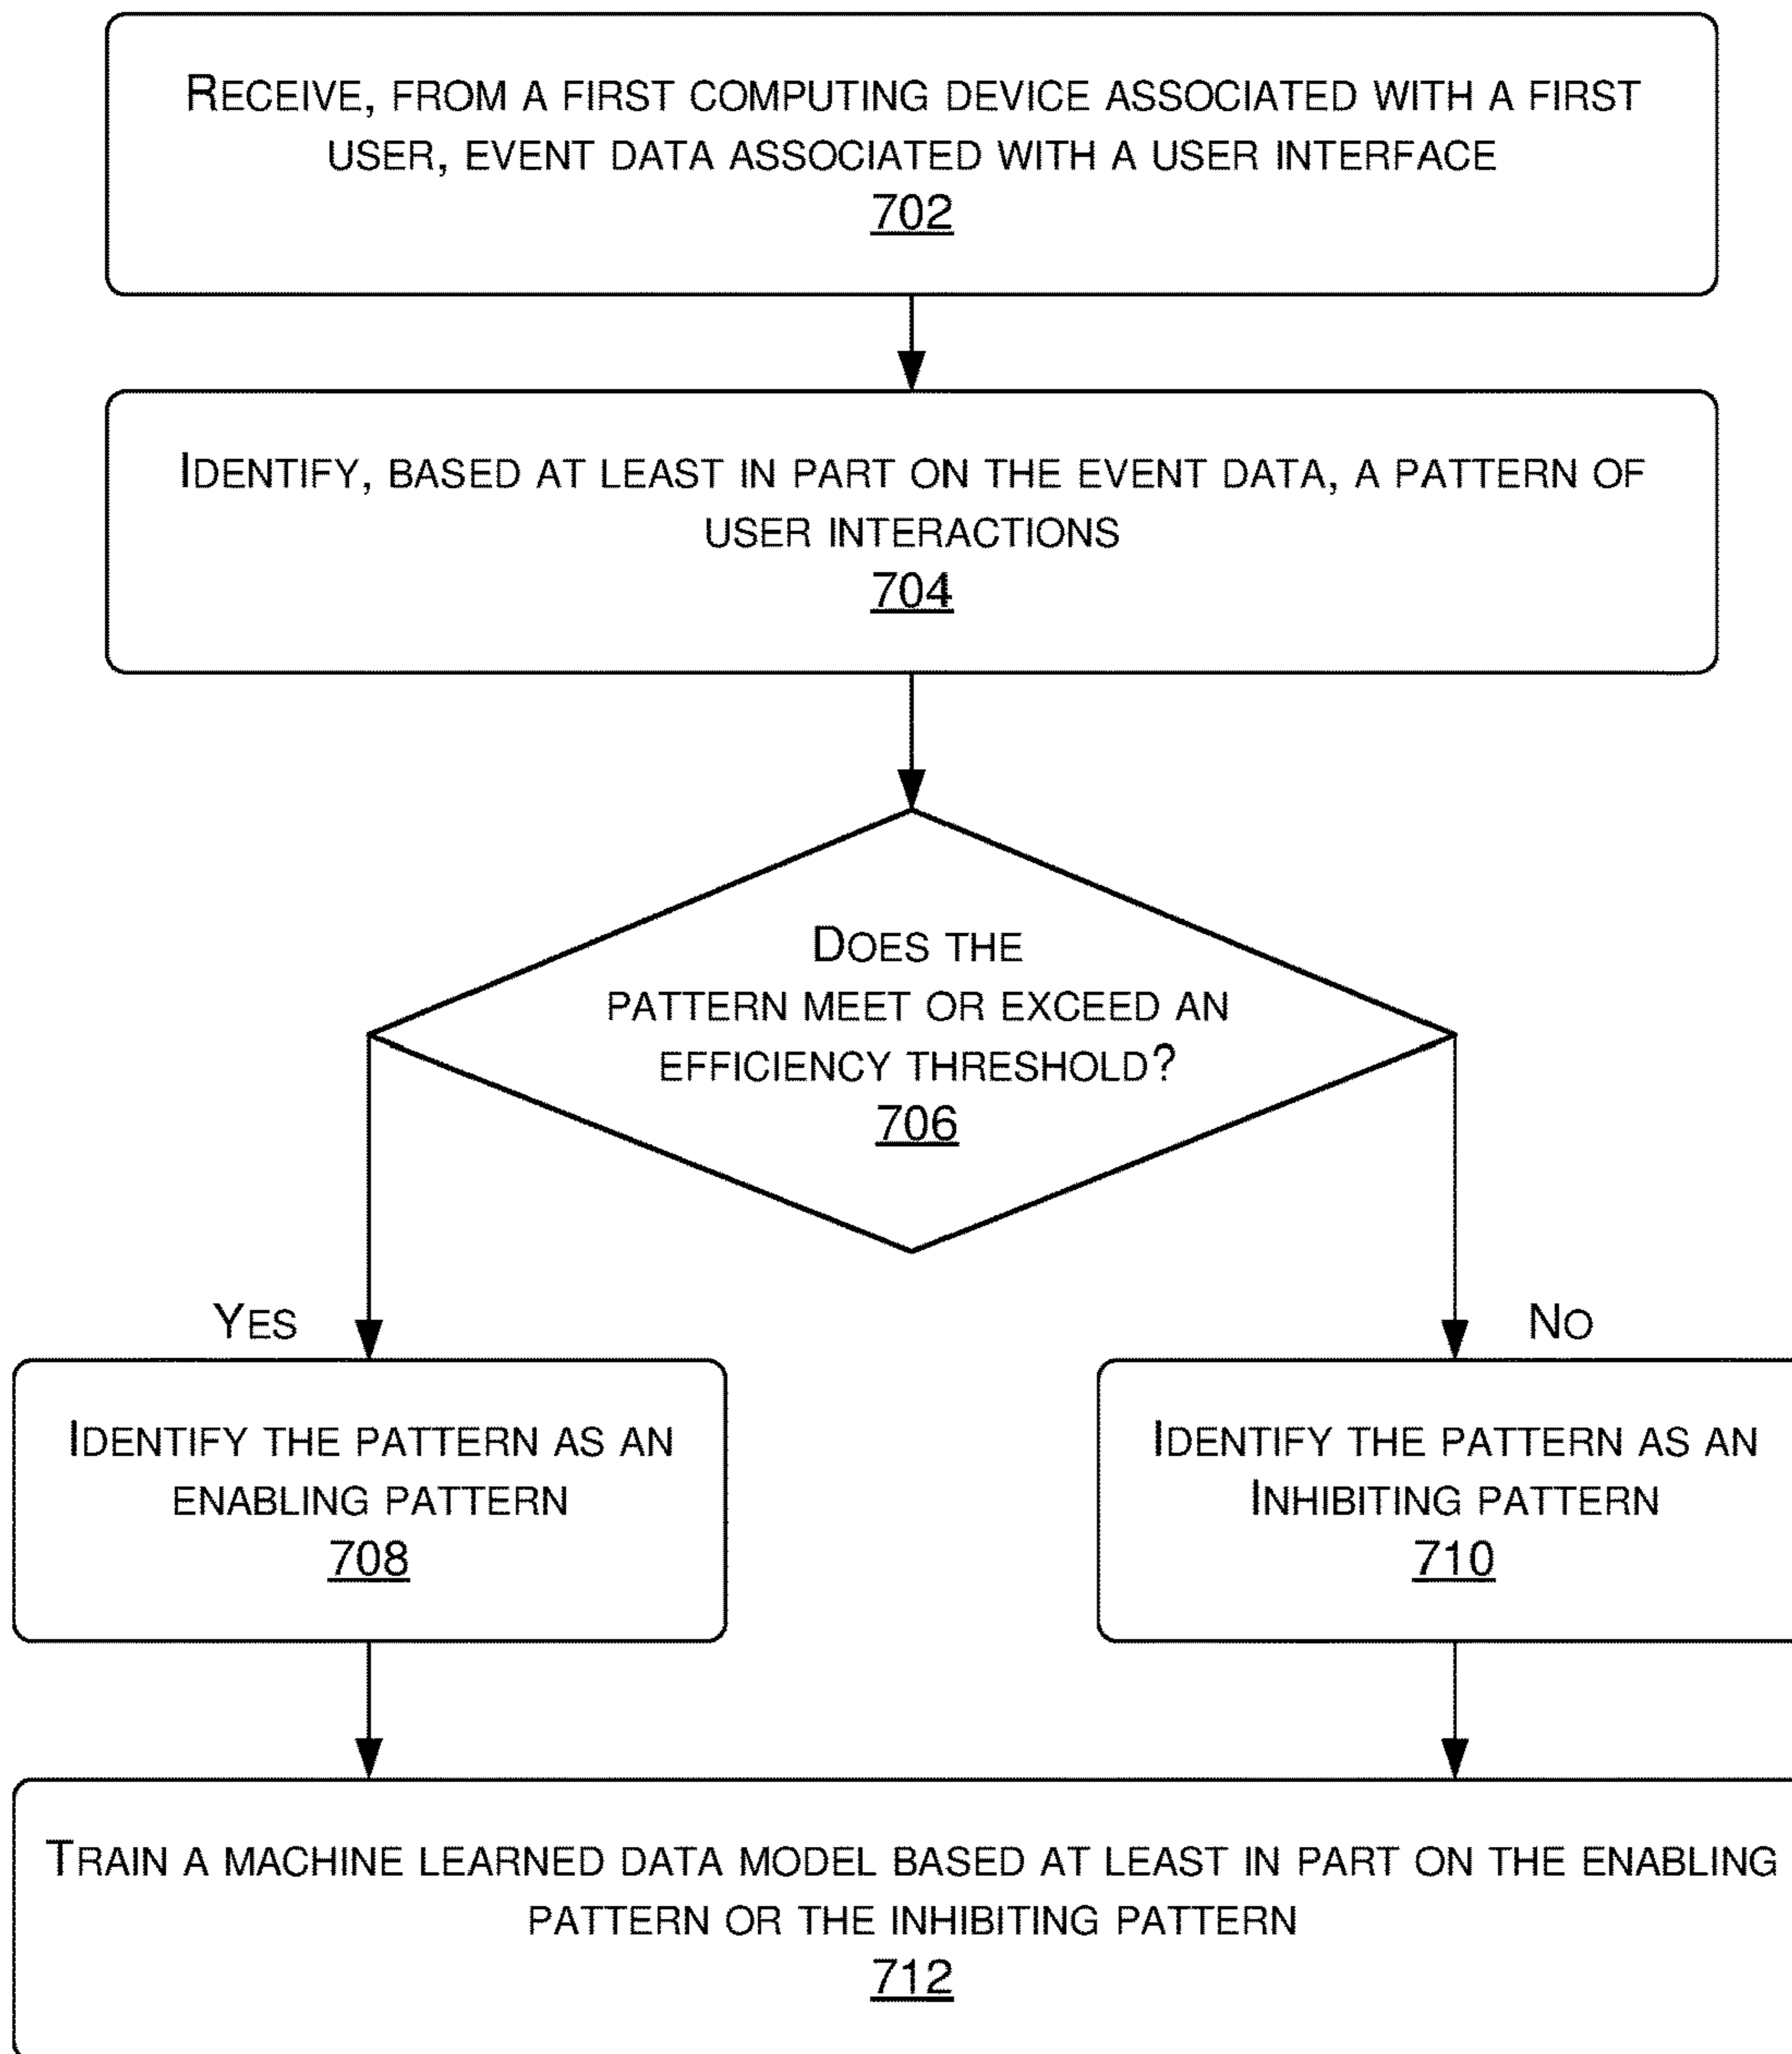 RECEIVE, FROM A FIRST COMPUTING DEVICE ASSOCIATED WITH A FIRST
USER, EVENT DATA ASSOCIATED WITH A USER INTERFACE
702
IDENTIFY, BASED AT LEAST IN PART ON THE EVENT DATA, A PATTERN OF
USER INTERACTIONS
704
DOES THE
PATTERN MEET OR EXCEED AN
EFFICIENCY THRESHOLD?
706
YES
NO
IDENTIFY THE PATTERN AS AN
ENABLING PATTERN
708
IDENTIFY THE PATTERN AS AN
INHIBITING PATTERN
710
TRAIN A MACHINE LEARNED DATA MODEL BASED AT LEAST IN PART ON THE ENABLING
PATTERN OR THE INHIBITING PATTERN
712